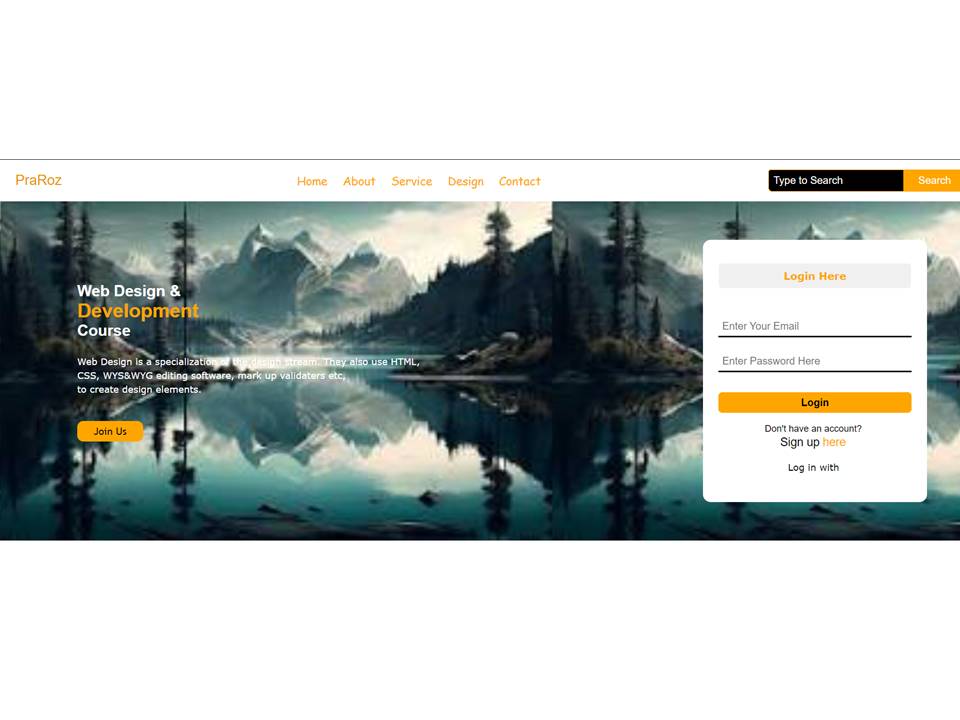 PraRoz
Home About Service Design Contact
Type to Search Search
Web Design &
Development
Course
Web Design is a specialization of the design stream. They also use HTML,
CSS, WYS&WYG editing software, mark up validaters etc,
to create design elements.
Join Us
Login Here
Enter Your Email
Enter Password Here
Login
Don't have an account?
Sign up here
Log in with